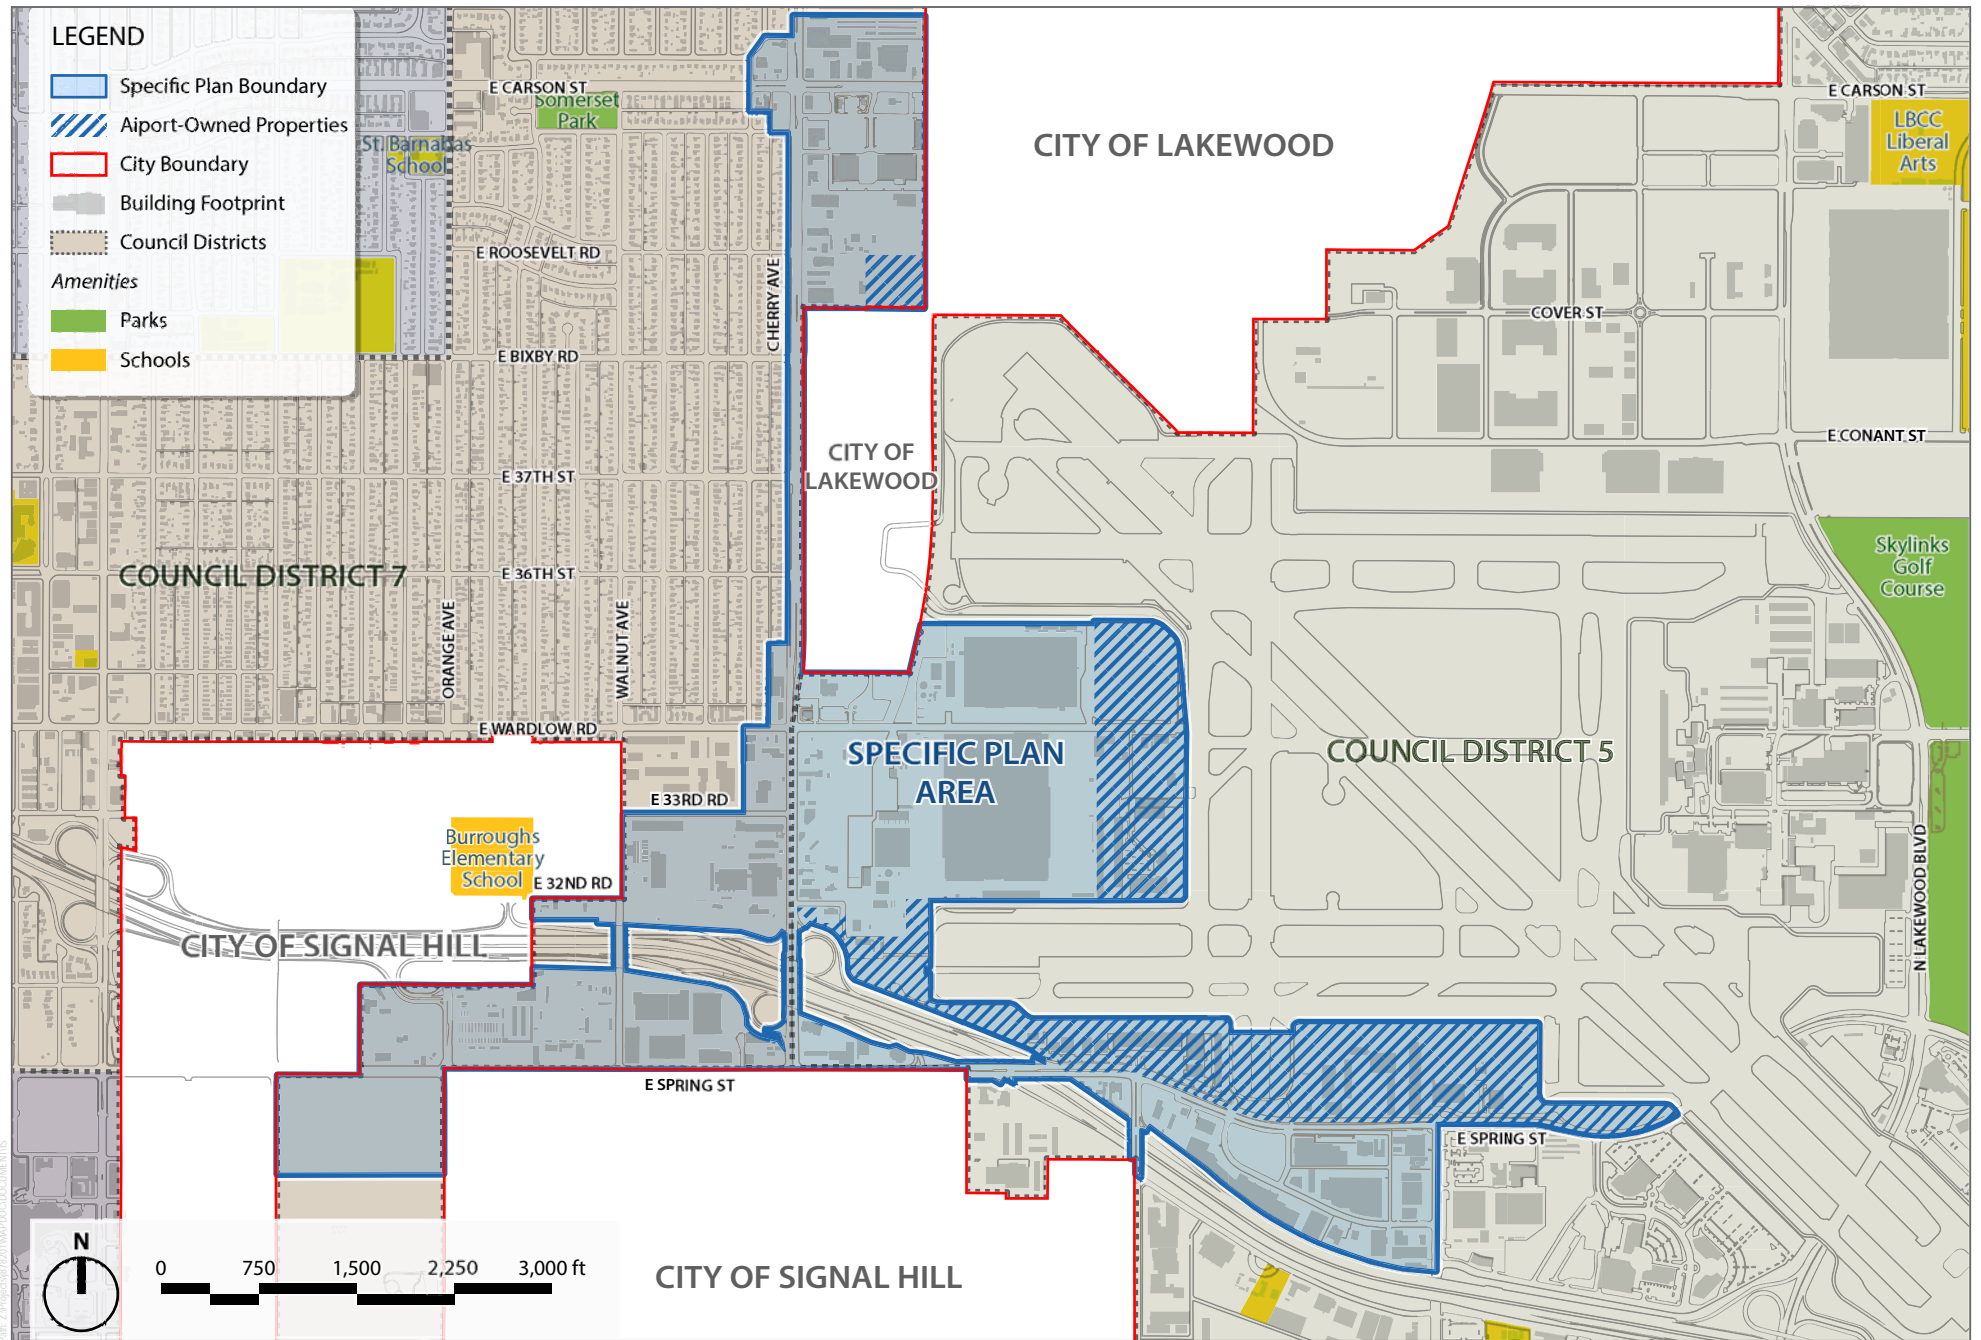 LEGEND
Specific Plan Boundary
Aiport-Owned Properties
City Boundary
Building Footprint
Council Districts
Amenities
Parks
Schools
E CARSON ST
Somerset
Park
St. Barnabas
School
E ROOSEVELT RD
CHERRY AVE
E BIXBY RD
E 37TH ST
E 36TH ST
COUNCIL DISTRICT 7
ORANGE AVE
WALNUT AVE
E WARDLOW RD
E 33RD RD
E 32ND RD
Burroughs
Elementary
School
CITY OF SIGNAL HILL
CITY OF LAKEWOOD
CITY OF
LAKEWOOD
E CARSON ST
LBCC
Liberal
Arts
COVER ST
E CONANT ST
Skylinks
Golf
Course
SPECIFIC PLAN
AREA
COUNCIL DISTRICT 5
N LAKEWOOD BLVD
E SPRING ST
E SPRING ST
CITY OF SIGNAL HILL
N
0 750 1,500 2,250 3,000 ft